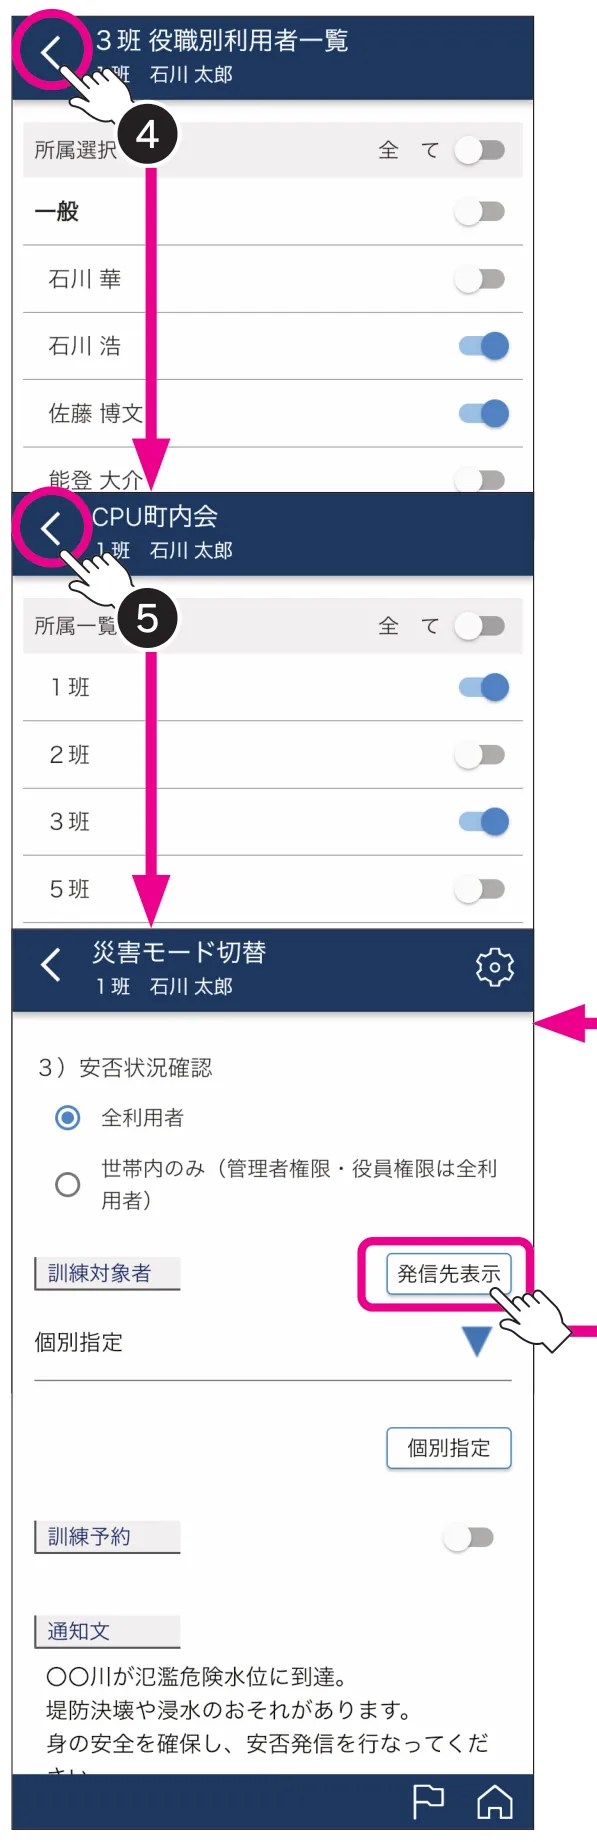 ３班 役職別利用者一覧
1班　石川 太郎
4
所属選択　全　て
一般
石川 華
石川 浩
佐藤 博文
能登 大介
CPU町内会
1班　石川 太郎
5
所属一覧　全　て
1班
2班
3班
5班
災害モード切替
1班　石川 太郎
３）安否状況確認
全利用者
世帯内のみ（管理者権限・役員権限は全利
用者）
訓練対象者　発信先表示
個別指定
個別指定
訓練予約
通知文
〇〇川が氾濫危険水位に到達。
堤防決壊や浸水のおそれがあります。
身の安全を確保し、安否発信を行なってくだ
さい